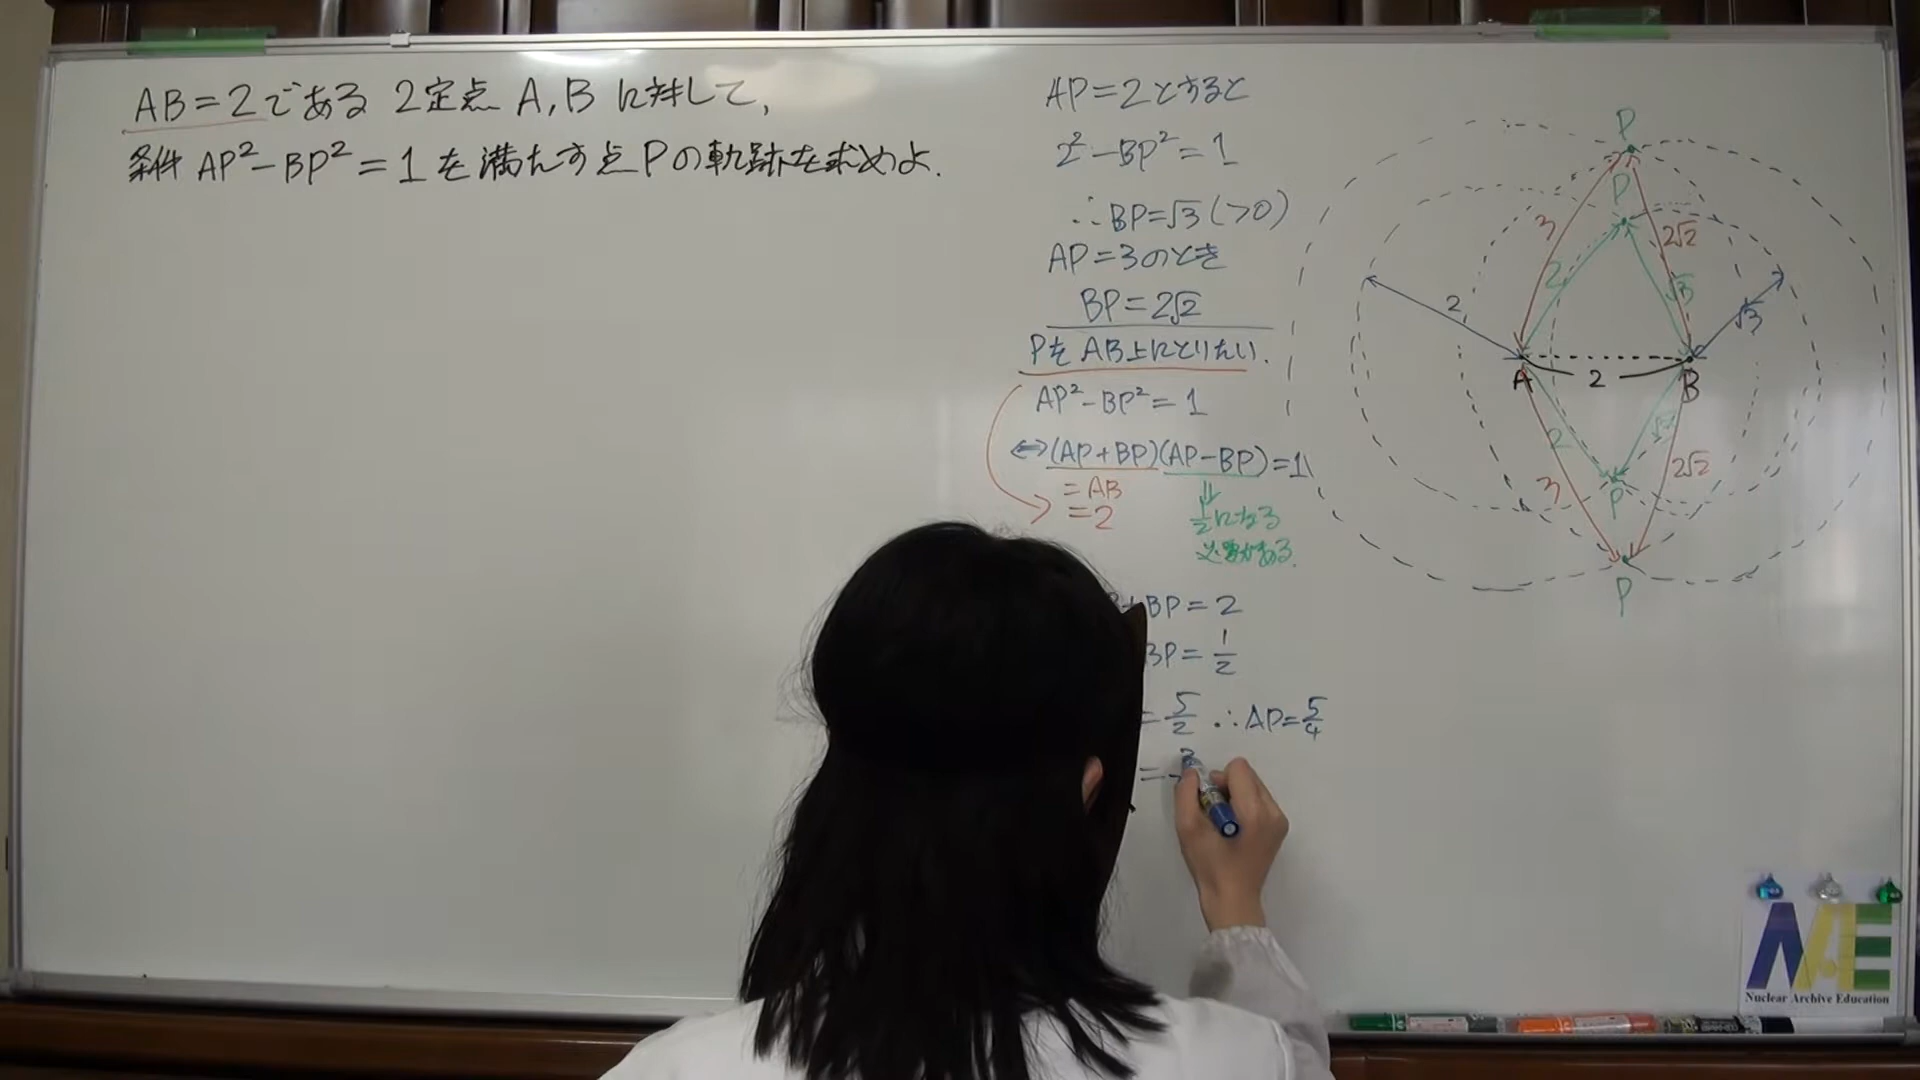 AB=2である 2定点 A,Bに対して,
条件 AP²-BP²=1を満たす点Pの軌跡を求めよ.
AP=2とすると
2²-BP²=1
∴BP=√3(>0)
AP=3のとき
BP=2√2
PをAB上にとりたい.
AP²-BP²=1
⇔(AP+BP)(AP-BP)=1
=AB
=2
⇓
1/2になる
必要がある.
+BP=2
BP=1/2
=5/2 ∴AP=5/4
=
P
P
3
2√2
2
√3
2
√3
A
2
B
2
√3
3
2√2
P
P
NAE
Nuclear Archive Education